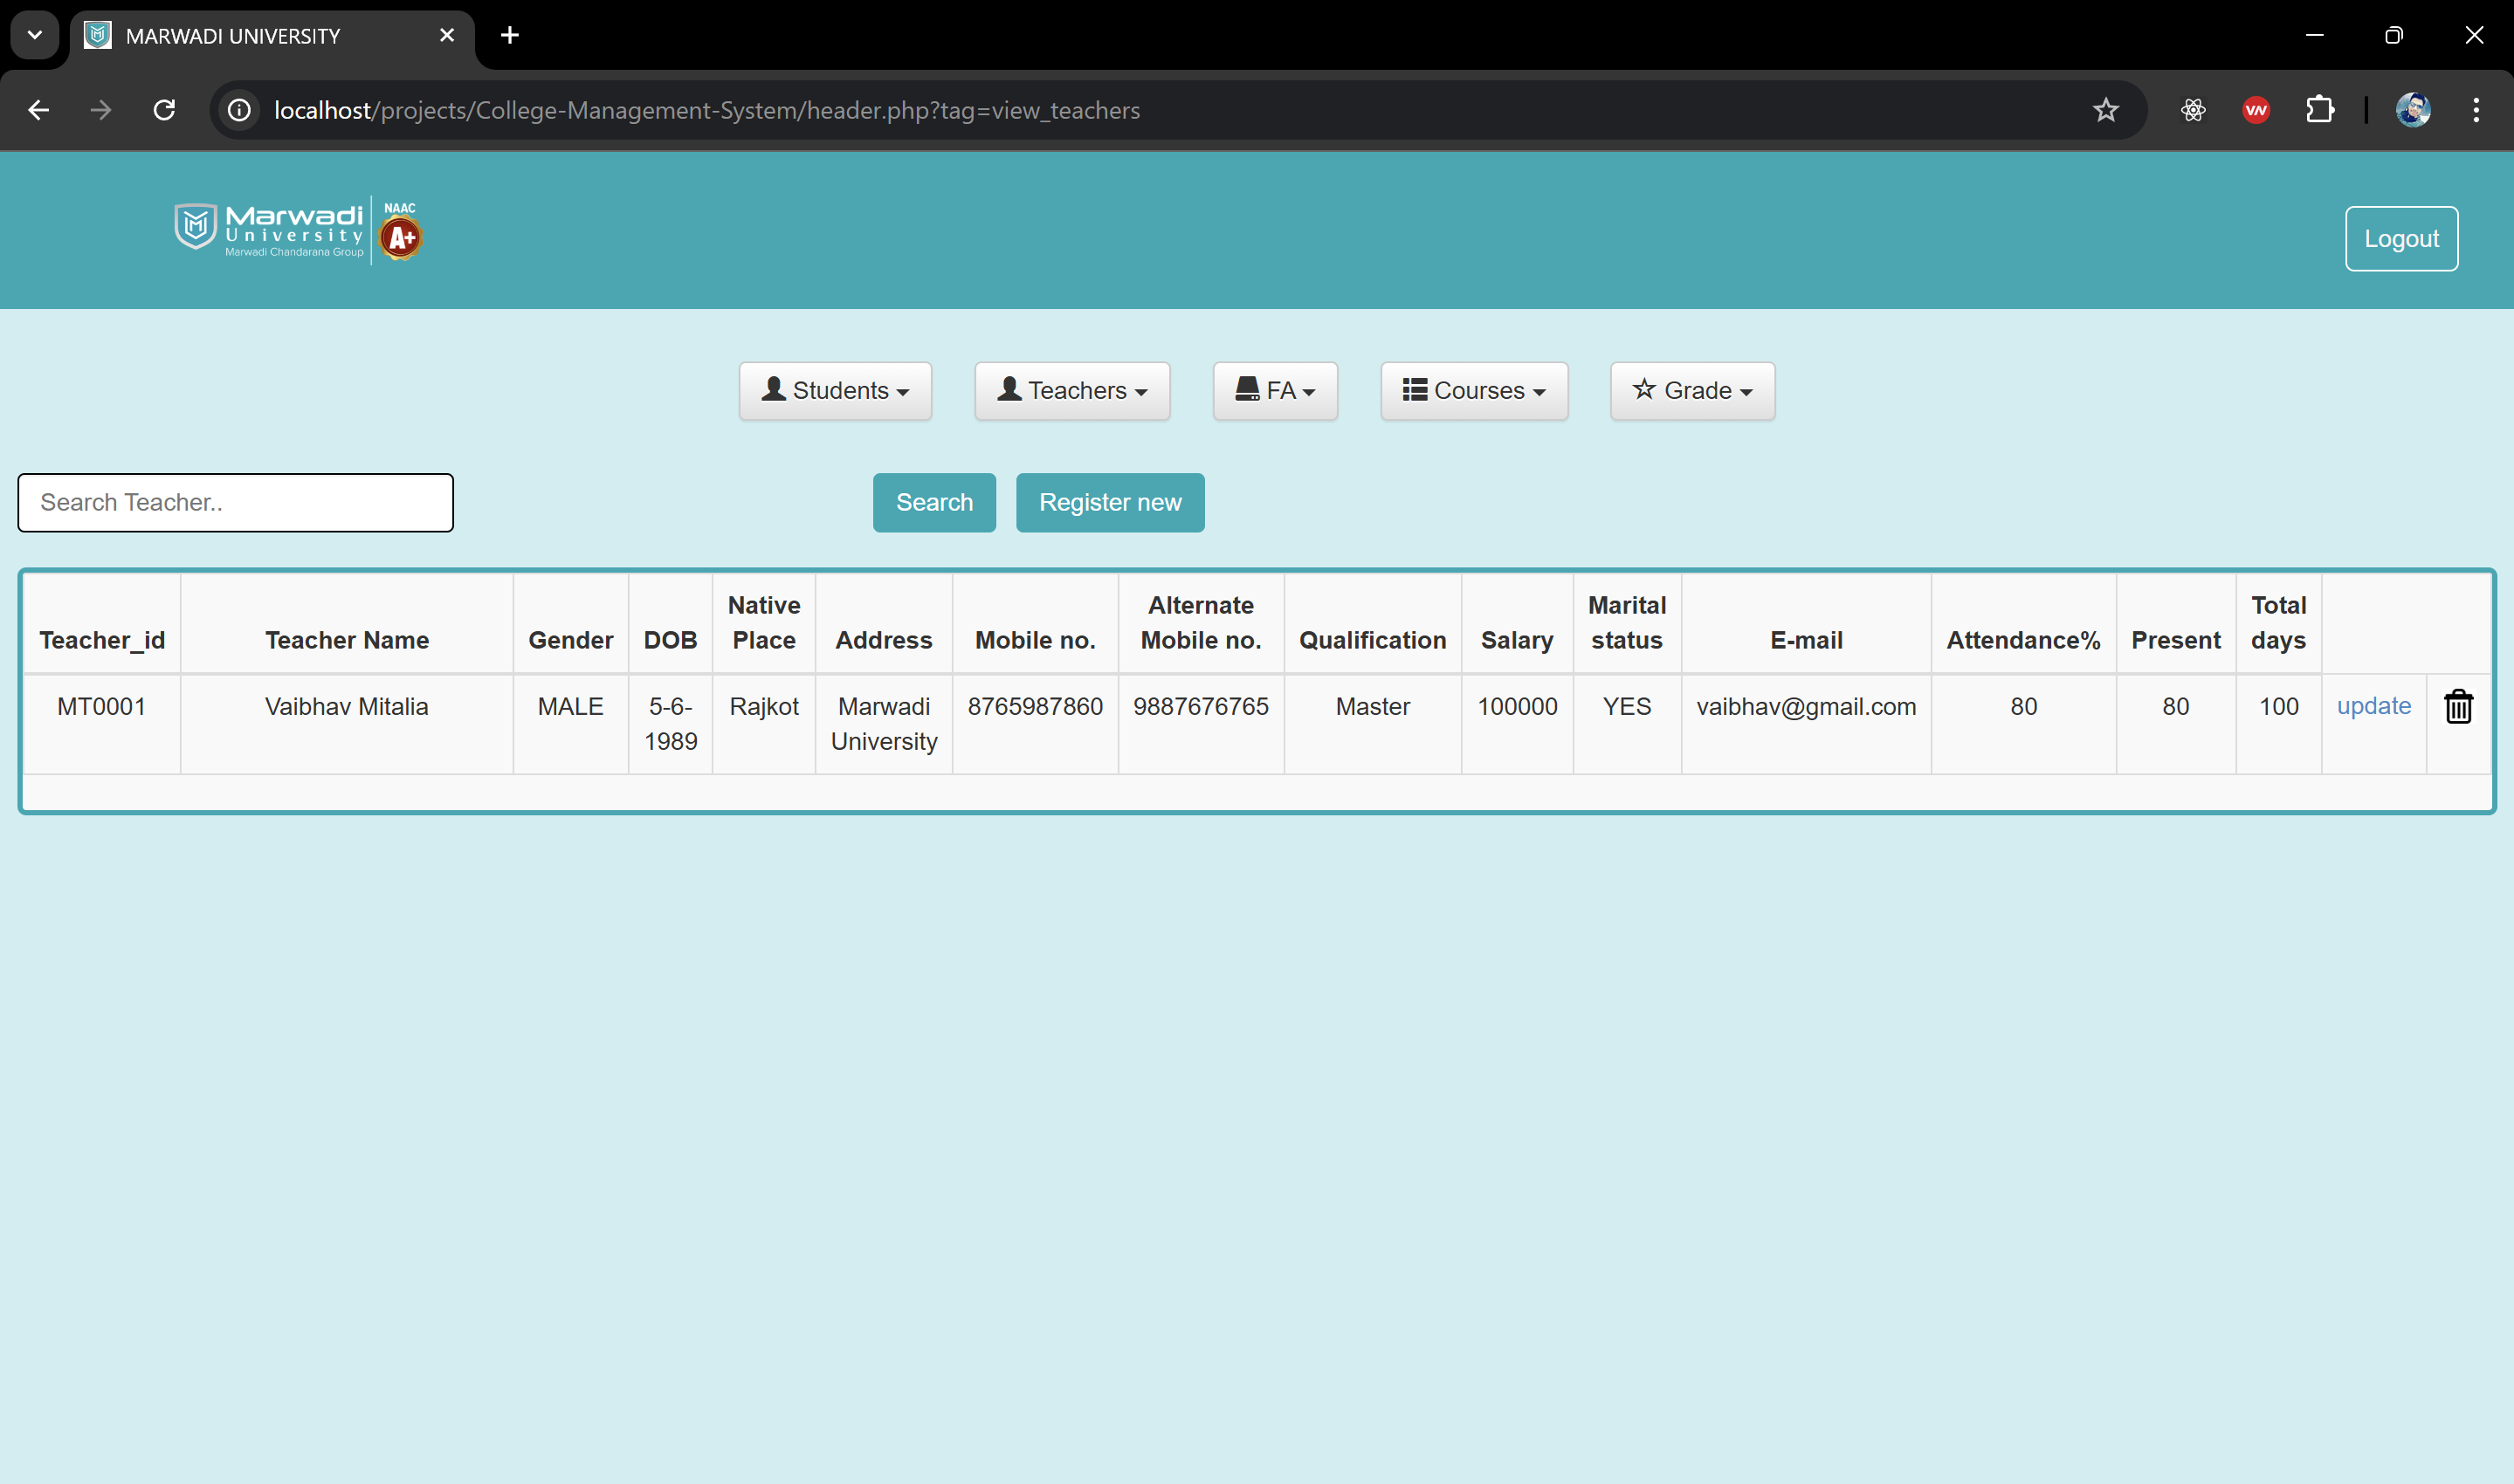 MARWADI UNIVERSITY
localhost/projects/College-Management-System/header.php?tag=view_teachers
VN
Marwadi
University
Marwadi Chandarana Group
NAAC
A+
Logout
Students
Teachers
FA
Courses
Grade
Search Teacher..
Search
Register new
Teacher_id Teacher Name Gender DOB Native Place Address Mobile no. Alternate Mobile no. Qualification Salary Marital status E-mail Attendance% Present Total days
MT0001 Vaibhav Mitalia MALE 5-6-1989 Rajkot Marwadi University 8765987860 9887676765 Master 100000 YES vaibhav@gmail.com 80 80 100 update